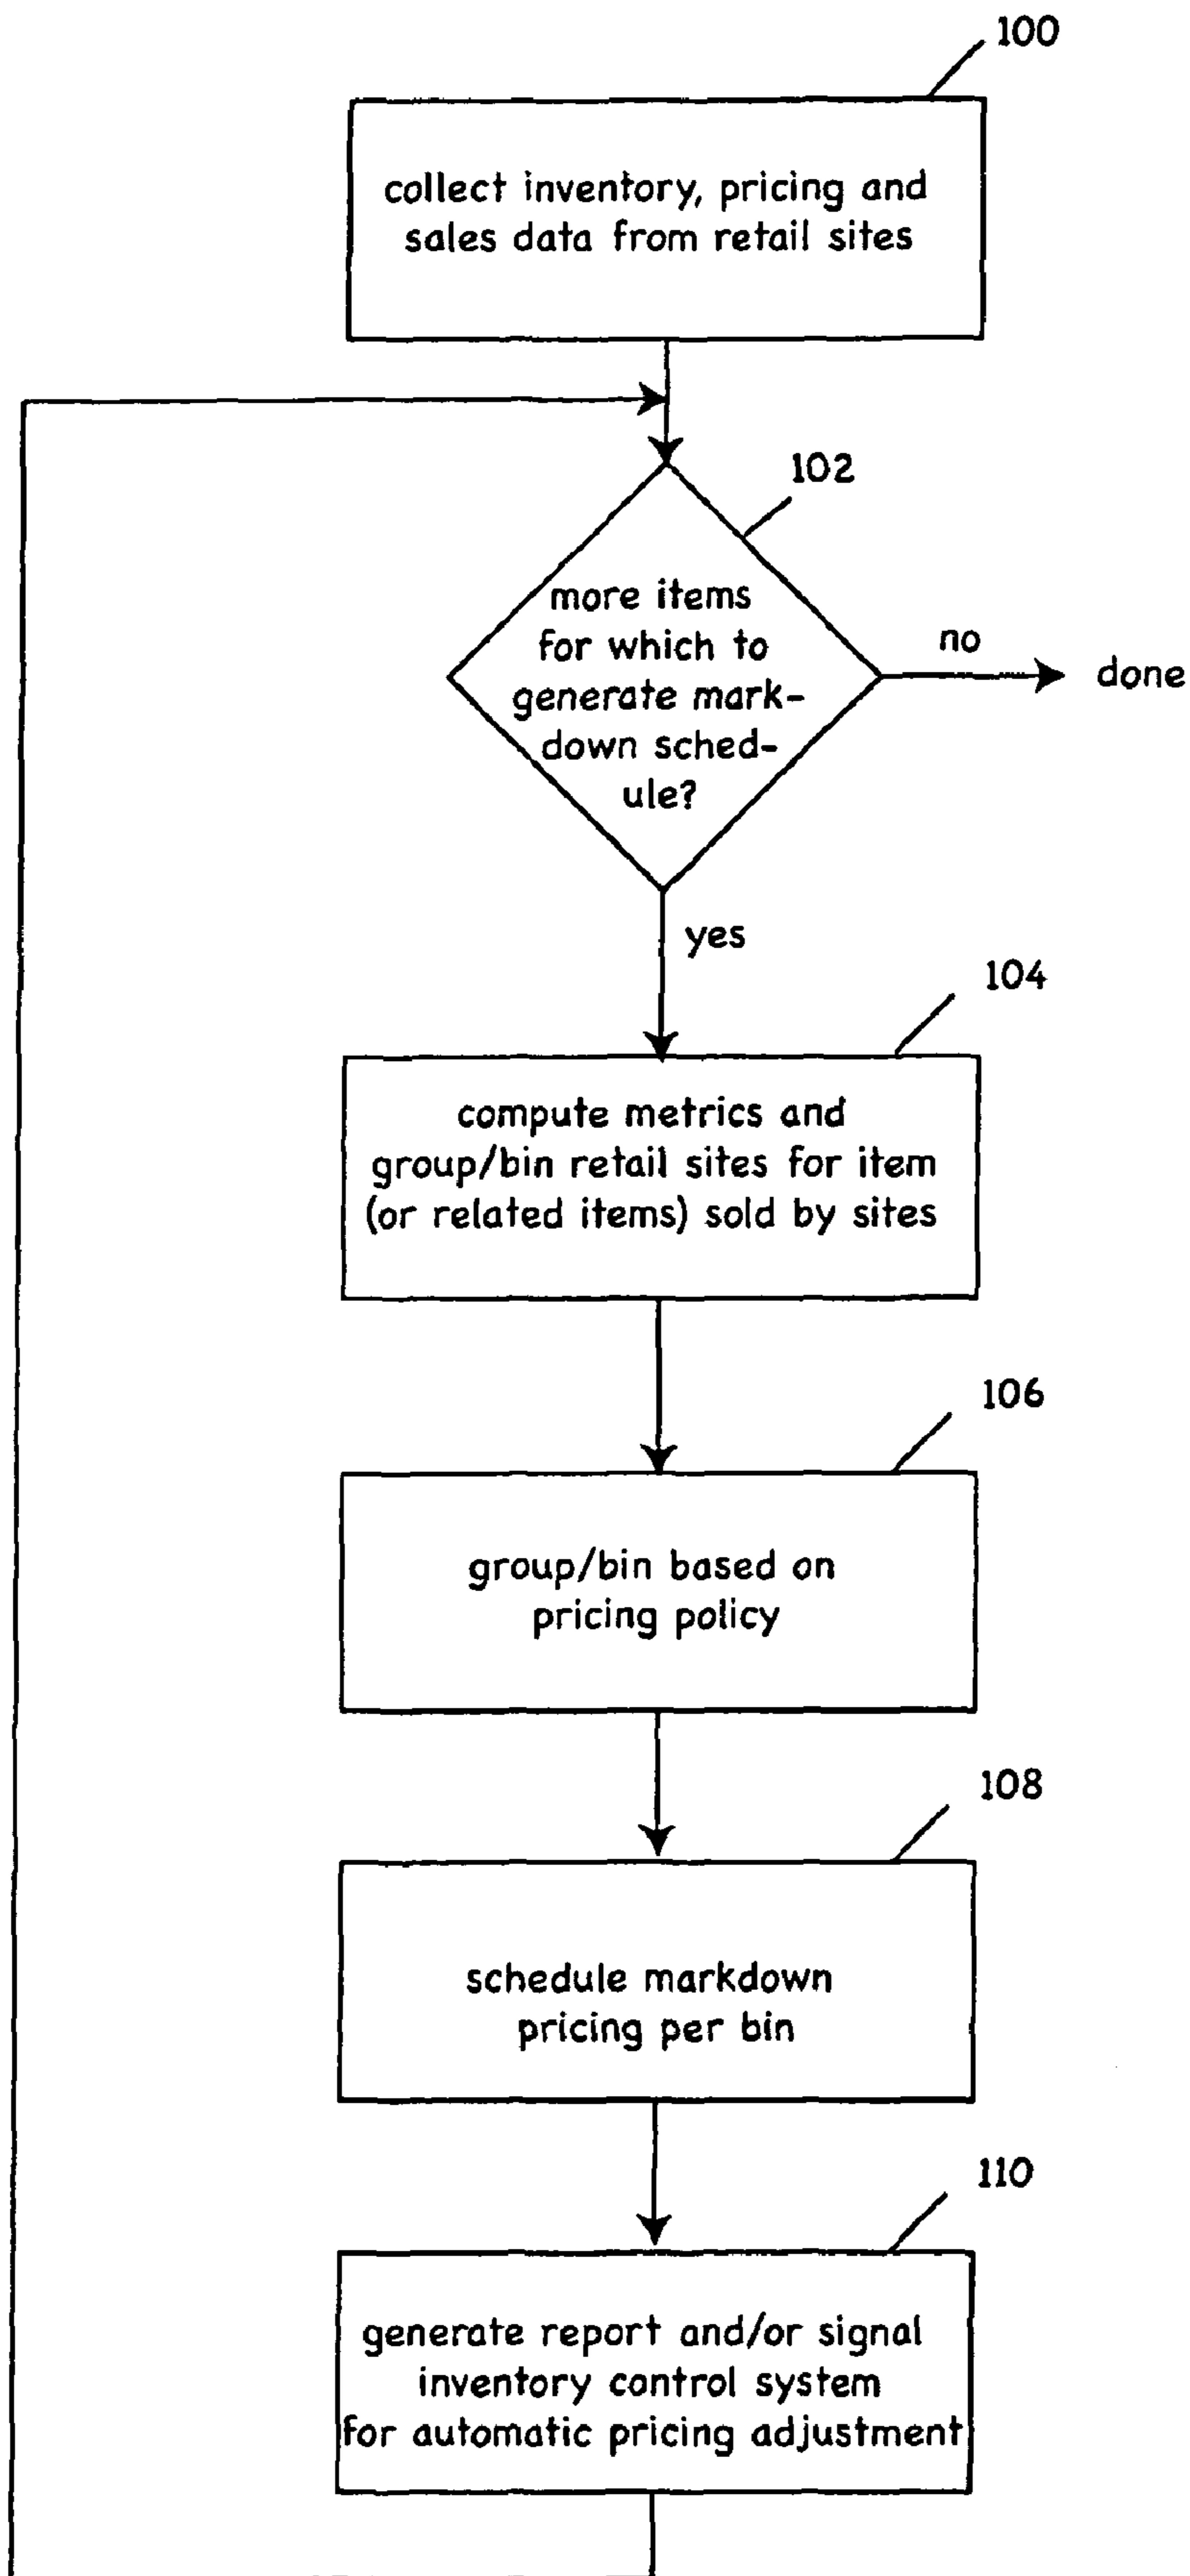 100
collect inventory, pricing and
sales data from retail sites
102
more items
for which to
generate mark-
down sched-
ule?
no
done
yes
104
compute metrics and
group/bin retail sites for item
(or related items) sold by sites
106
group/bin based on
pricing policy
108
schedule markdown
pricing per bin
110
generate report and/or signal
inventory control system
for automatic pricing adjustment